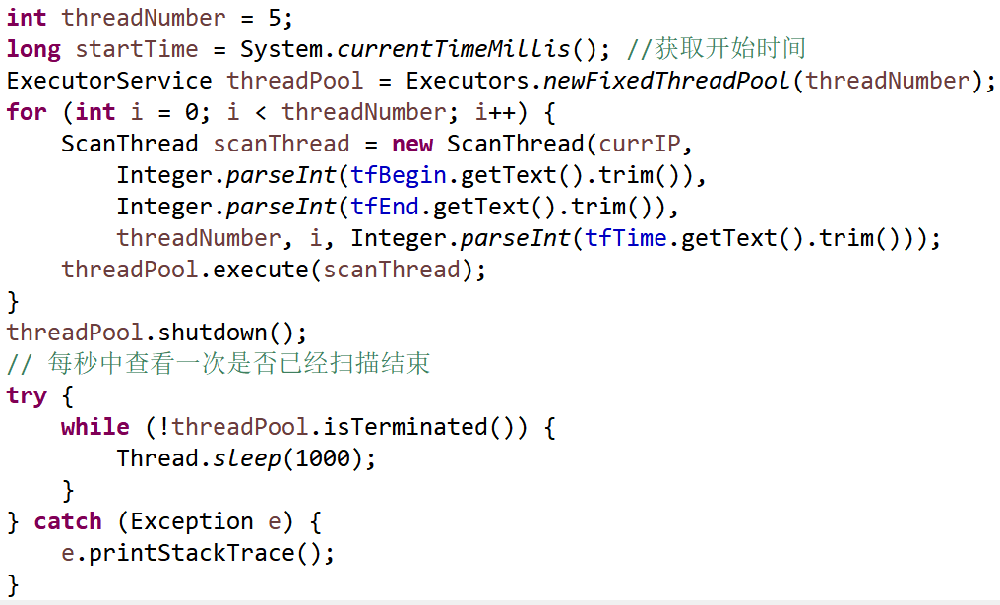 int threadNumber = 5;
long startTime = System.currentTimeMillis(); //获取开始时间
ExecutorService threadPool = Executors.newFixedThreadPool(threadNumber);
for (int i = 0; i < threadNumber; i++) {
    ScanThread scanThread = new ScanThread(currIP,
        Integer.parseInt(tfBegin.getText().trim()),
        Integer.parseInt(tfEnd.getText().trim()),
        threadNumber, i, Integer.parseInt(tfTime.getText().trim()));
    threadPool.execute(scanThread);
}
threadPool.shutdown();
// 每秒中查看一次是否已经扫描结束
try {
    while (!threadPool.isTerminated()) {
        Thread.sleep(1000);
    }
} catch (Exception e) {
    e.printStackTrace();
}